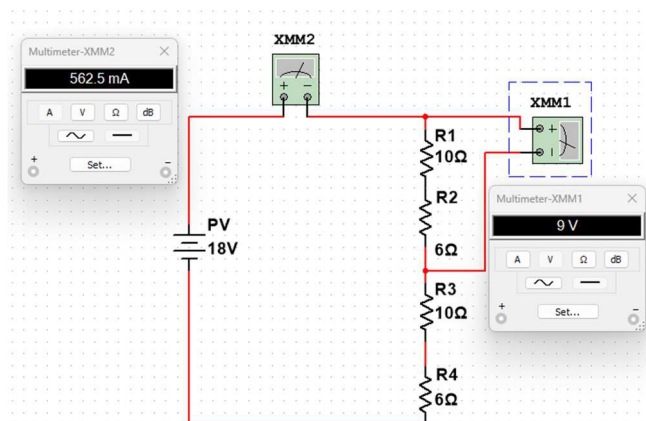 XMM2
Multimeter-XMM2
562.5 mA
A V Ω dB
Set...
+ −
+ −
XMM1
+
R1
10Ω
R2
6Ω
PV
18V
R3
10Ω
R4
6Ω
Multimeter-XMM1
9 V
A V Ω dB
Set...
+ −